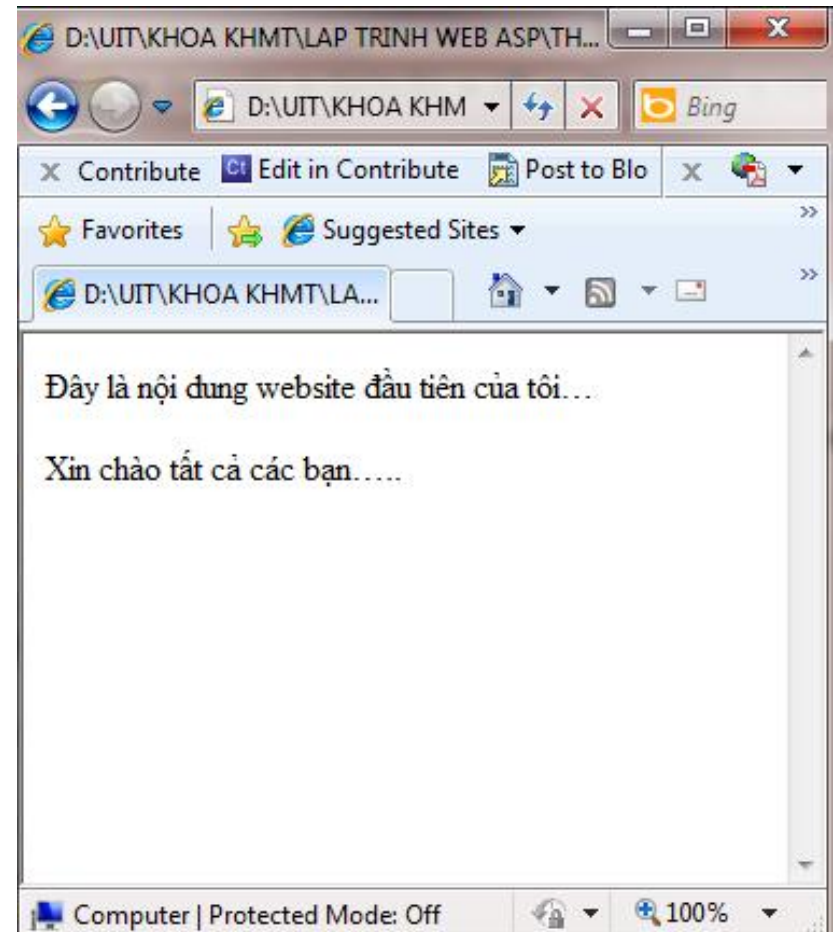 D:\UIT\KHOA KHMT\LAP TRINH WEB ASP\TH...
D:\UIT\KHOA KHM
Bing
Contribute Edit in Contribute Post to Blo
Favorites Suggested Sites
D:\UIT\KHOA KHMT\LA...
Đây là nội dung website đầu tiên của tôi…
Xin chào tất cả các bạn…..
Computer | Protected Mode: Off 100%